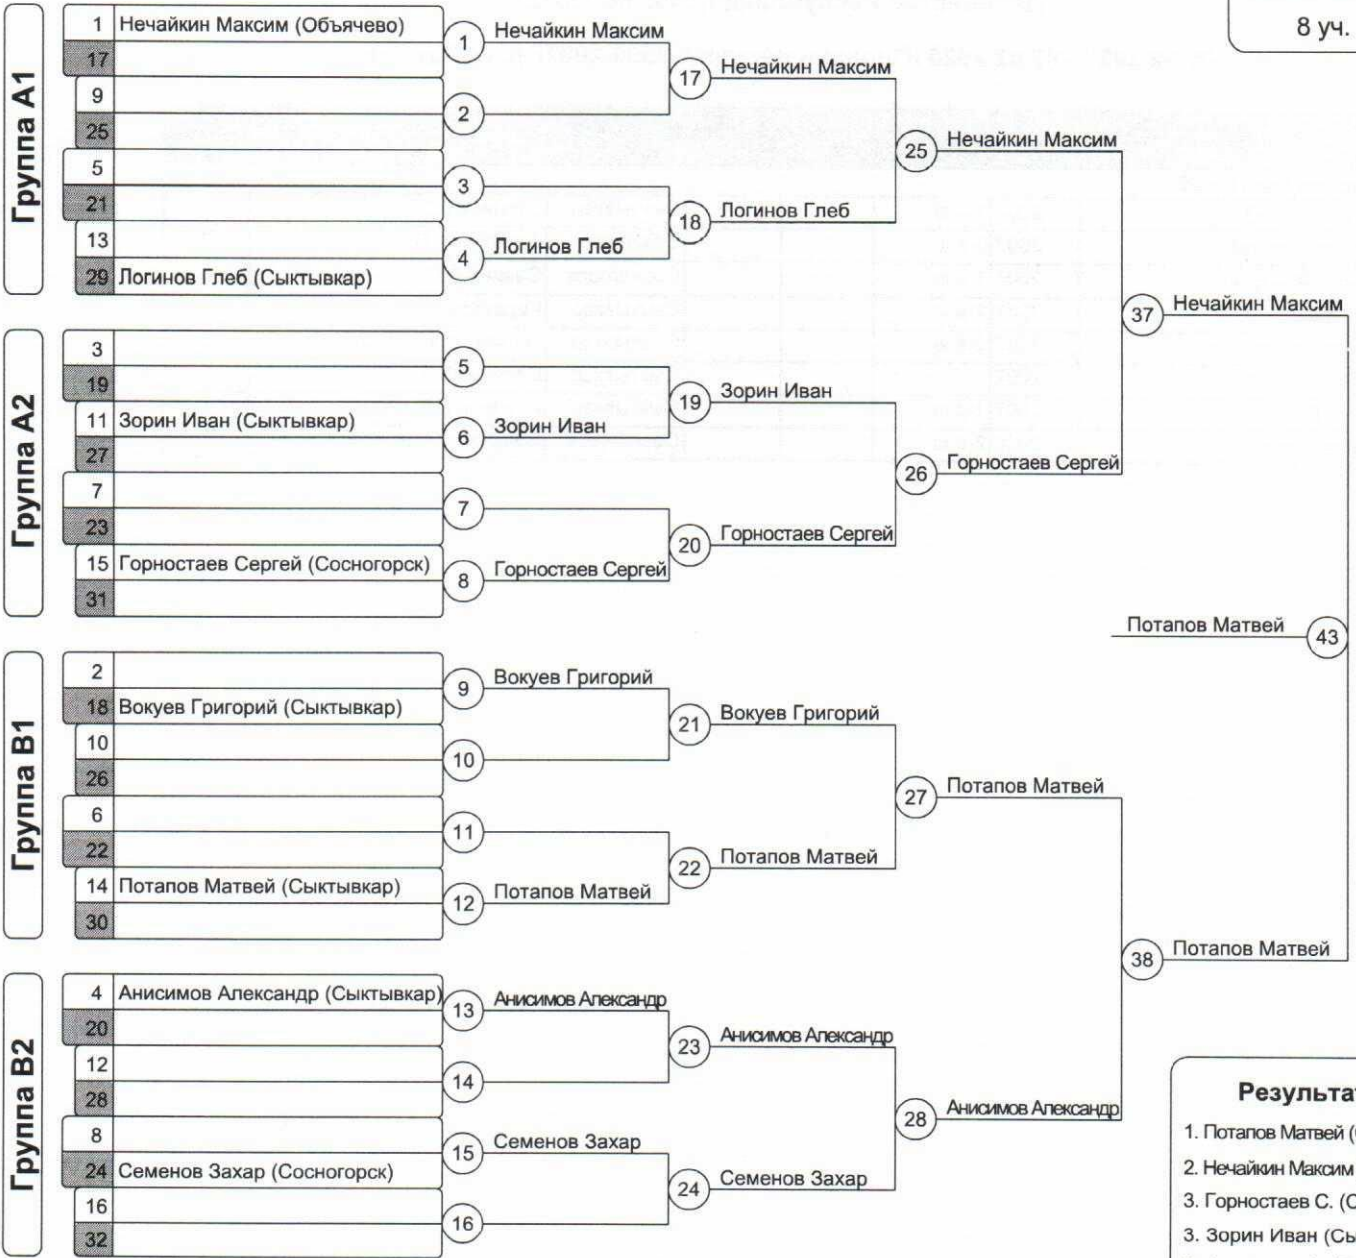 8 уч.
Группа A1
1 Нечайкин Максим (Объячево)
17
9
25
5
21
13
29 Логинов Глеб (Сыктывкар)
1 Нечайкин Максим
2
3
4 Логинов Глеб
17 Нечайкин Максим
18 Логинов Глеб
25 Нечайкин Максим
Группа A2
3
19
11 Зорин Иван (Сыктывкар)
27
7
23
15 Горностаев Сергей (Сосногорск)
31
5
6 Зорин Иван
7
8 Горностаев Сергей
19 Зорин Иван
20 Горностаев Сергей
26 Горностаев Сергей
37 Нечайкин Максим
Потапов Матвей 43
Группа B1
2
18 Вокуев Григорий (Сыктывкар)
10
26
6
22
14 Потапов Матвей (Сыктывкар)
30
9 Вокуев Григорий
10
11
12 Потапов Матвей
21 Вокуев Григорий
22 Потапов Матвей
27 Потапов Матвей
Группа B2
4 Анисимов Александр (Сыктывкар)
20
12
28
8
24 Семенов Захар (Сосногорск)
16
32
13 Анисимов Александр
14
15 Семенов Захар
16
23 Анисимов Александр
24 Семенов Захар
28 Анисимов Александр
38 Потапов Матвей
Результа
1. Потапов Матвей (
2. Нечайкин Максим
3. Горностаев С. (С
3. Зорин Иван (Сы